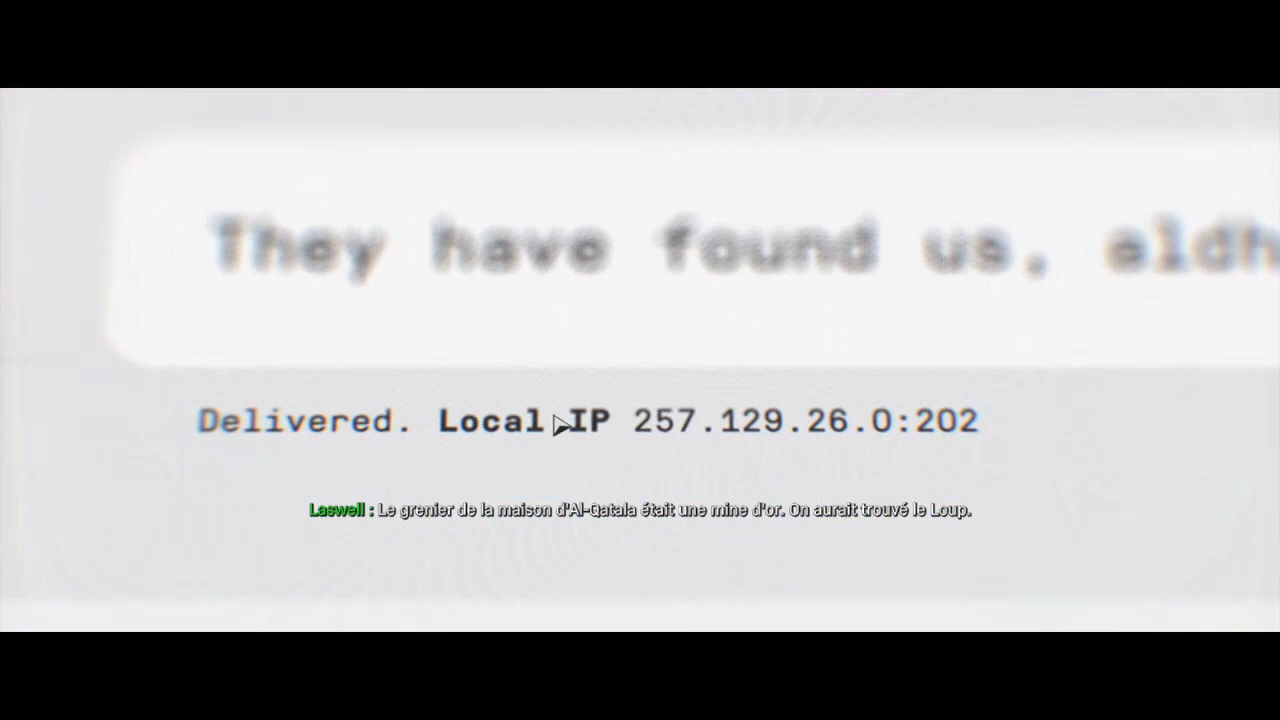 They have found us, eldh
Delivered. Local IP 257.129.26.0:202
Laswell : Le grenier de la maison d'Al-Qatala était une mine d'or. On aurait trouvé le Loup.